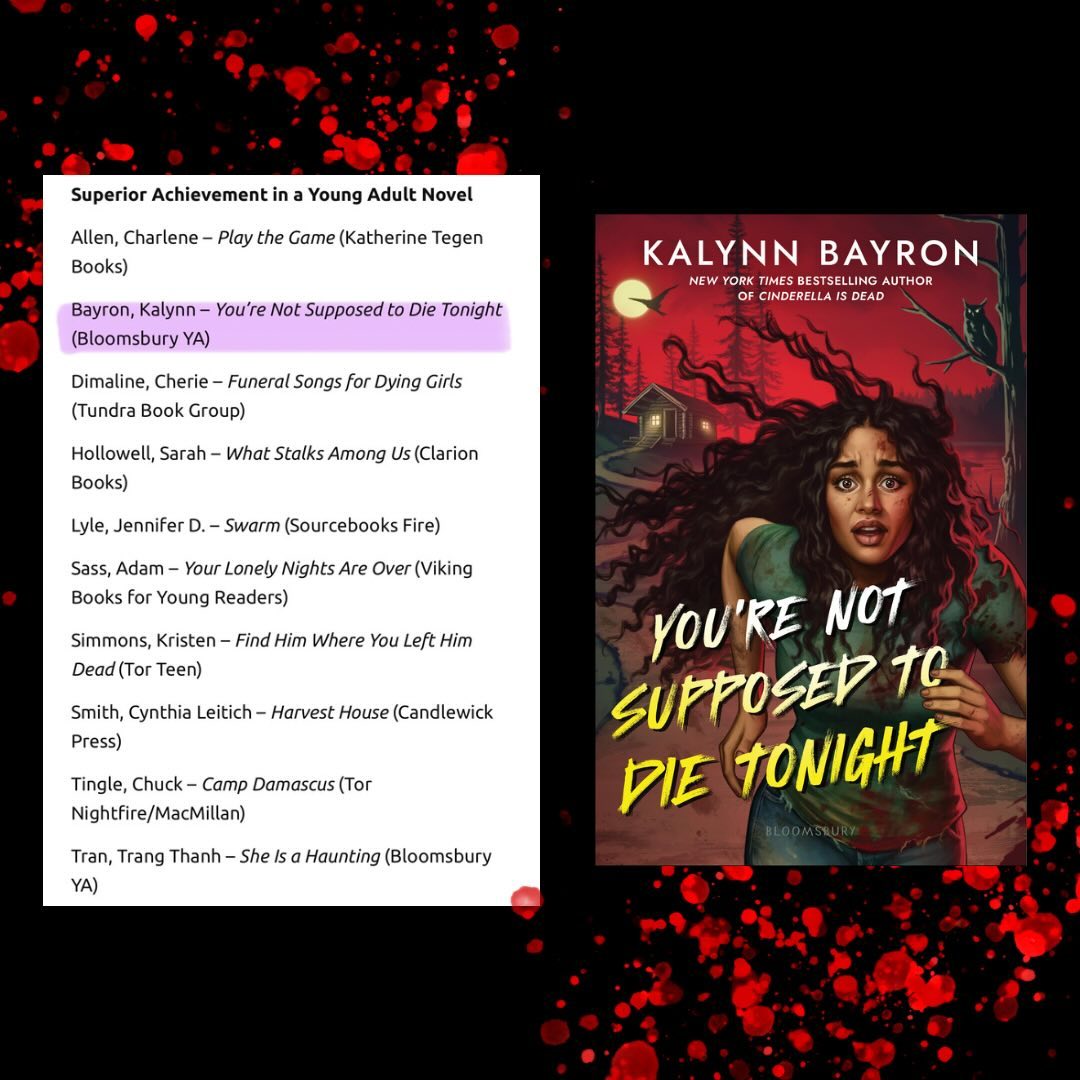 Superior Achievement in a Young Adult Novel
Allen, Charlene – Play the Game (Katherine Tegen
Books)
Bayron, Kalynn – You’re Not Supposed to Die Tonight
(Bloomsbury YA)
Dimaline, Cherie – Funeral Songs for Dying Girls
(Tundra Book Group)
Hollowell, Sarah – What Stalks Among Us (Clarion
Books)
Lyle, Jennifer D. – Swarm (Sourcebooks Fire)
Sass, Adam – Your Lonely Nights Are Over (Viking
Books for Young Readers)
Simmons, Kristen – Find Him Where You Left Him
Dead (Tor Teen)
Smith, Cynthia Leitich – Harvest House (Candlewick
Press)
Tingle, Chuck – Camp Damascus (Tor
Nightfire/MacMillan)
Tran, Trang Thanh – She Is a Haunting (Bloomsbury
YA)
KALYNN BAYRON
NEW YORK TIMES BESTSELLING AUTHOR
OF CINDERELLA IS DEAD
YOU'RE NOT
SUPPOSED TO
DIE TONIGHT
BLOOMSBURY